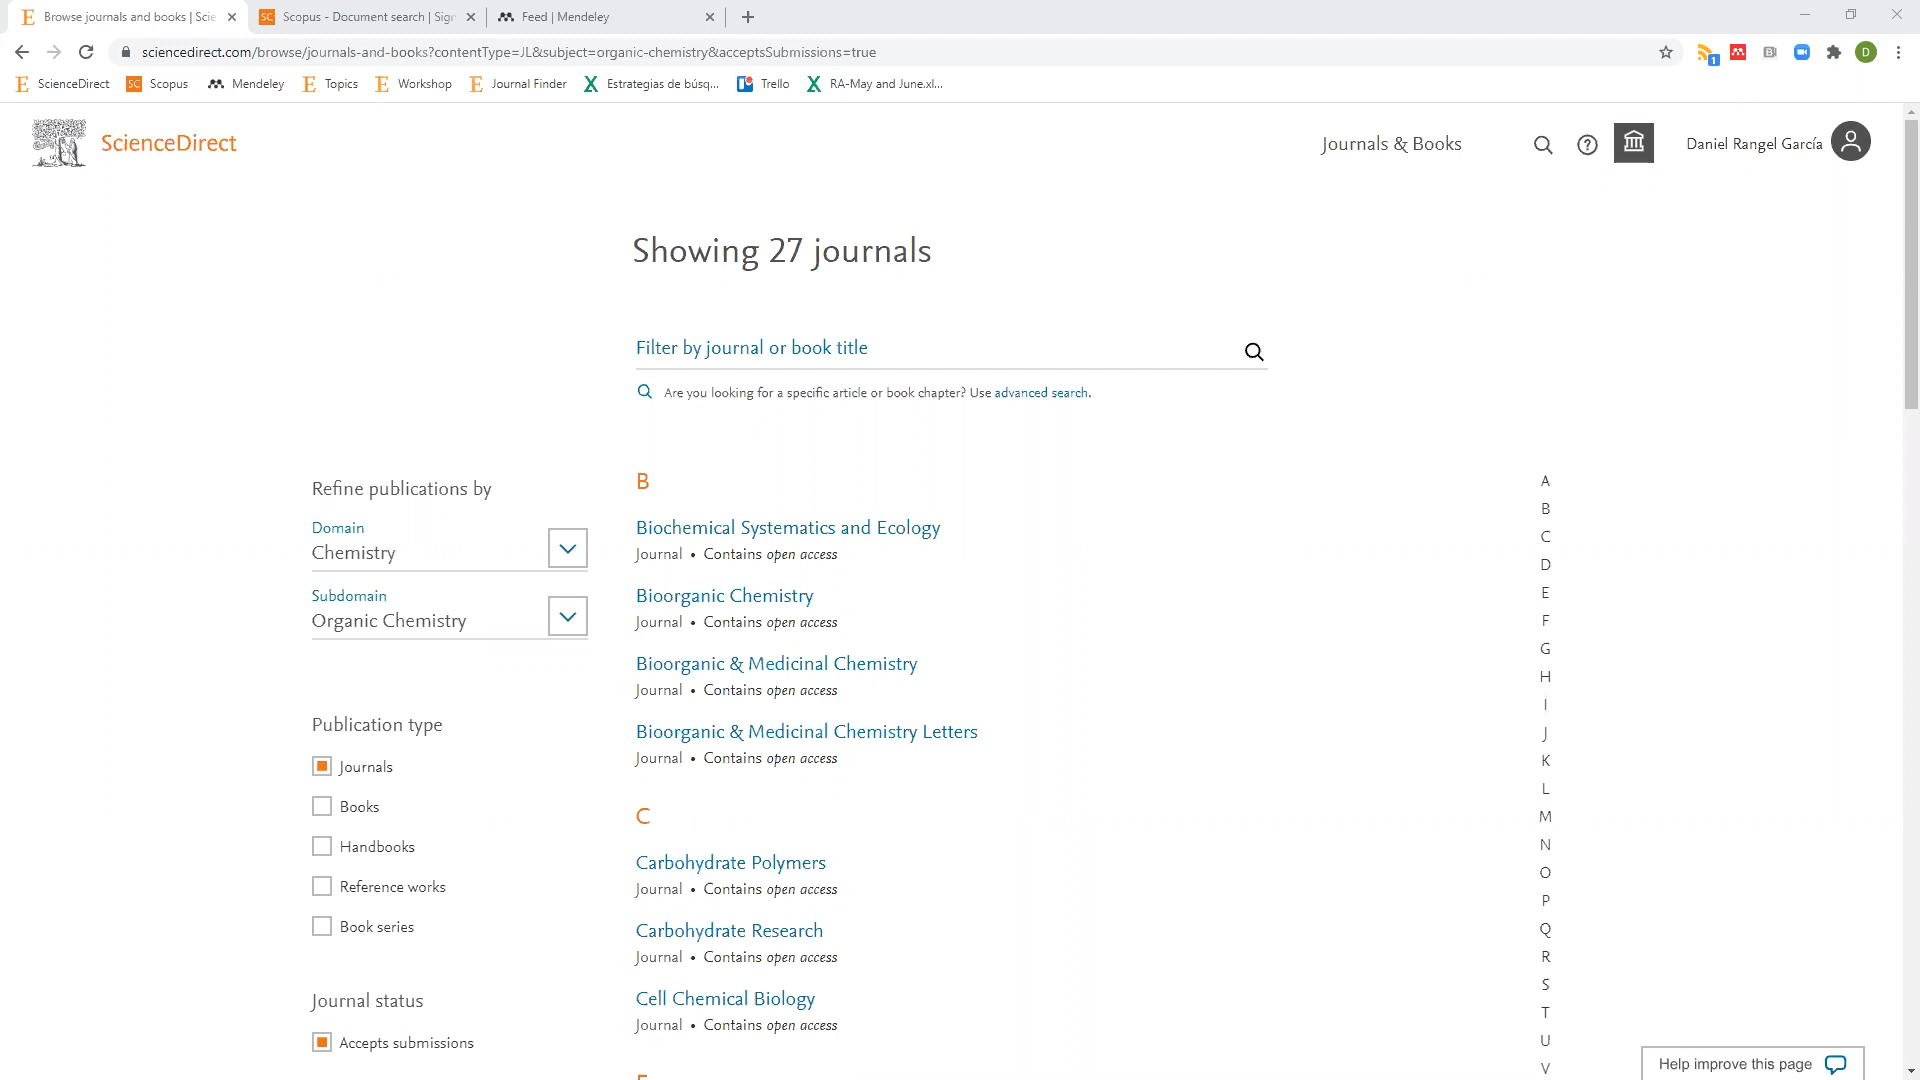 Browse journals and books | Scie
Scopus - Document search | Sign
Feed | Mendeley
sciencedirect.com/browse/journals-and-books?contentType=JL&subject=organic-chemistry&acceptsSubmissions=true
ScienceDirect
Scopus
Mendeley
Topics
Workshop
Journal Finder
Estrategias de búsq...
Trello
RA-May and June.xl...
ScienceDirect
Journals & Books
Daniel Rangel García
Showing 27 journals
Filter by journal or book title
Are you looking for a specific article or book chapter? Use advanced search.
Refine publications by
Domain
Chemistry
Subdomain
Organic Chemistry
Publication type
Journals
Books
Handbooks
Reference works
Book series
Journal status
Accepts submissions
B
Biochemical Systematics and Ecology
Journal • Contains open access
Bioorganic Chemistry
Journal • Contains open access
Bioorganic & Medicinal Chemistry
Journal • Contains open access
Bioorganic & Medicinal Chemistry Letters
Journal • Contains open access
C
Carbohydrate Polymers
Journal • Contains open access
Carbohydrate Research
Journal • Contains open access
Cell Chemical Biology
Journal • Contains open access
A
B
C
D
E
F
G
H
I
J
K
L
M
N
O
P
Q
R
S
T
U
V
Help improve this page